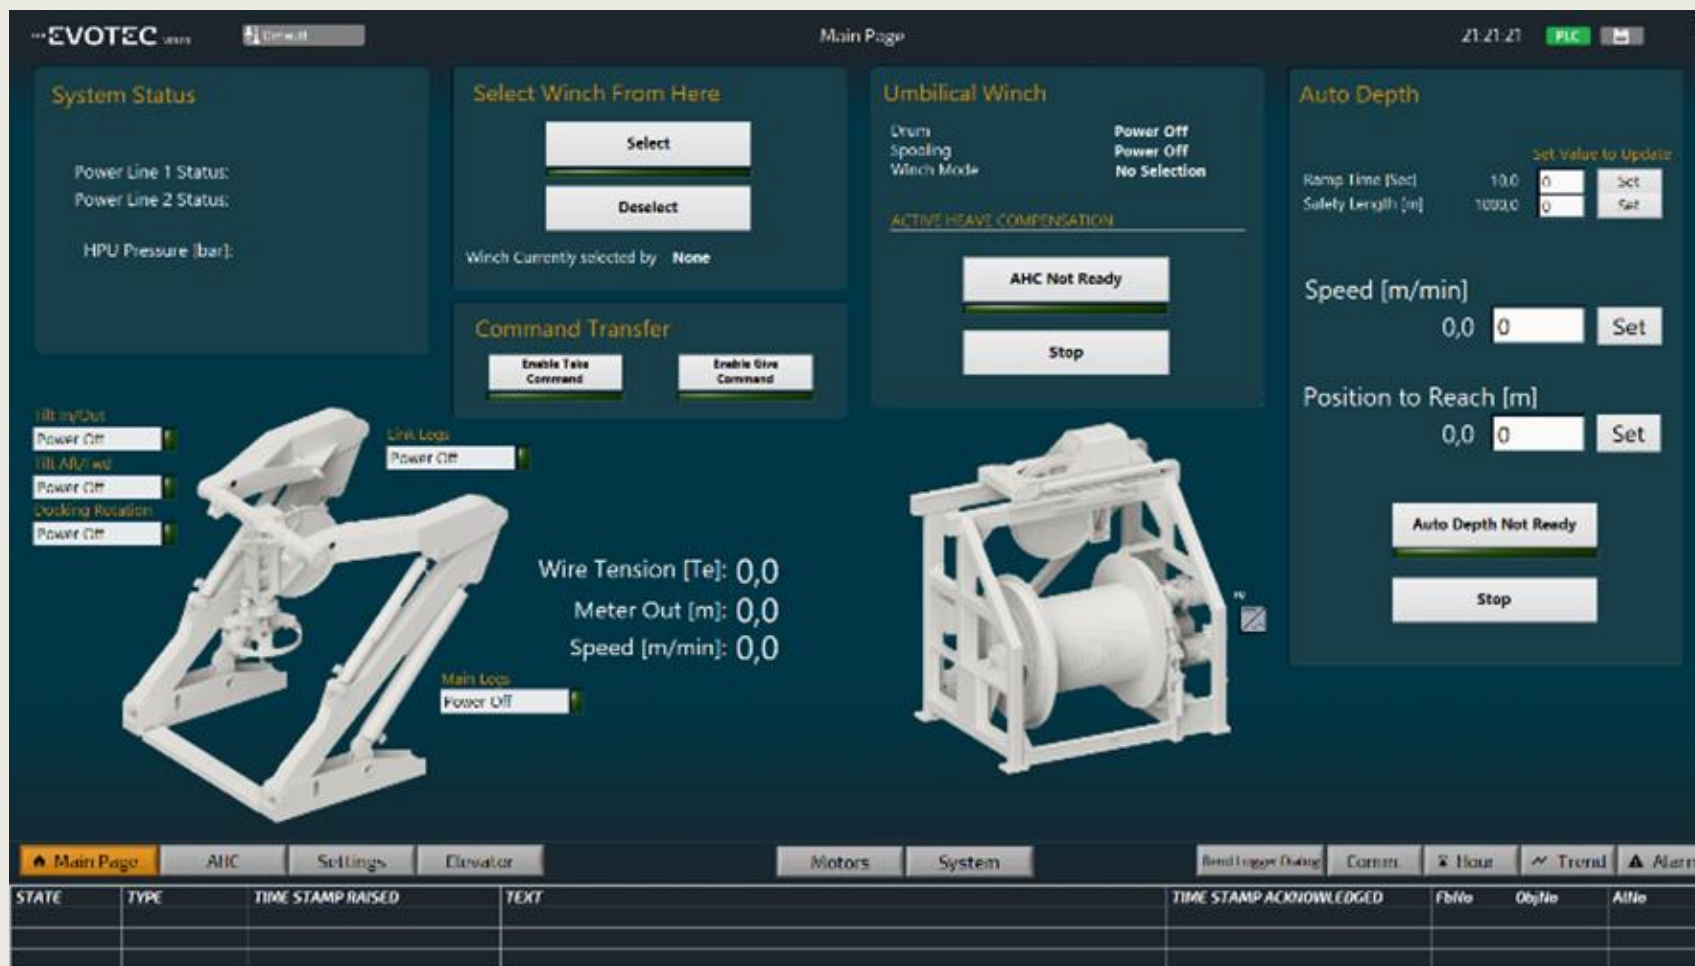 EVOTEC
Default
Main Page
21:21:21
PLC
System Status
Power Line 1 Status:
Power Line 2 Status:
HPU Pressure [bar]:
Select Winch From Here
Select
Deselect
Winch Currently selected by None
Command Transfer
Enable Take
Command
Enable Give
Command
Umbilical Winch
Drum Power Off
Spooling Power Off
Winch Mode No Selection
ACTIVE HEAVE COMPENSATION
AHC Not Ready
Stop
Auto Depth
Set Value to Update
Ramp Time [Sec] 10,0 0 Set
Safety Length [m] 1000,0 0 Set
Speed [m/min]
0,0 0 Set
Position to Reach [m]
0,0 0 Set
Auto Depth Not Ready
Stop
Tilt In/Out
Power Off
Tilt Aft/Fwd
Power Off
Docking Rotation
Power Off
Link Legs
Power Off
Wire Tension [Te]: 0,0
Meter Out [m]: 0,0
Speed [m/min]: 0,0
Main Legs
Power Off
Main Page AHC Settings Elevator Motors System Bend Logger Dialog Comm. Hour Trend Alarm
STATE TYPE TIME STAMP RAISED TEXT TIME STAMP ACKNOWLEDGED FbNo ObjNo AlNo